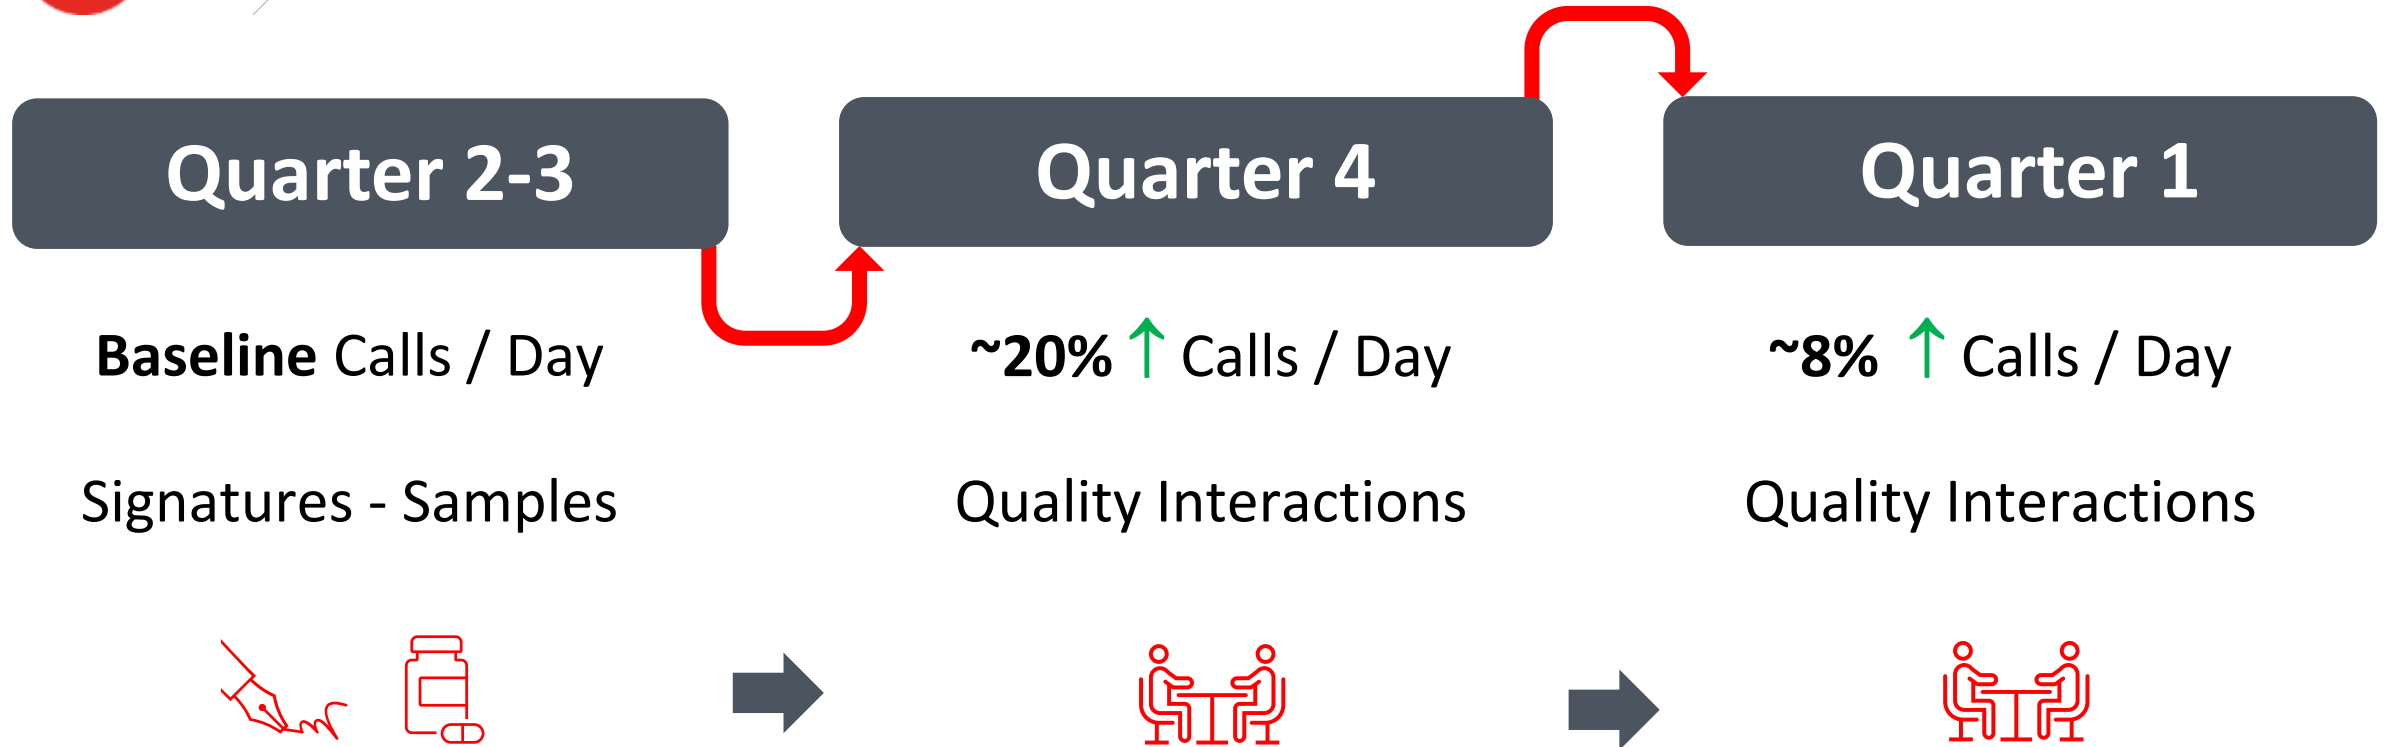 Quarter 2-3
Quarter 4
Quarter 1
Baseline Calls / Day
~20% ↑ Calls / Day
~8% ↑ Calls / Day
Signatures - Samples
Quality Interactions
Quality Interactions